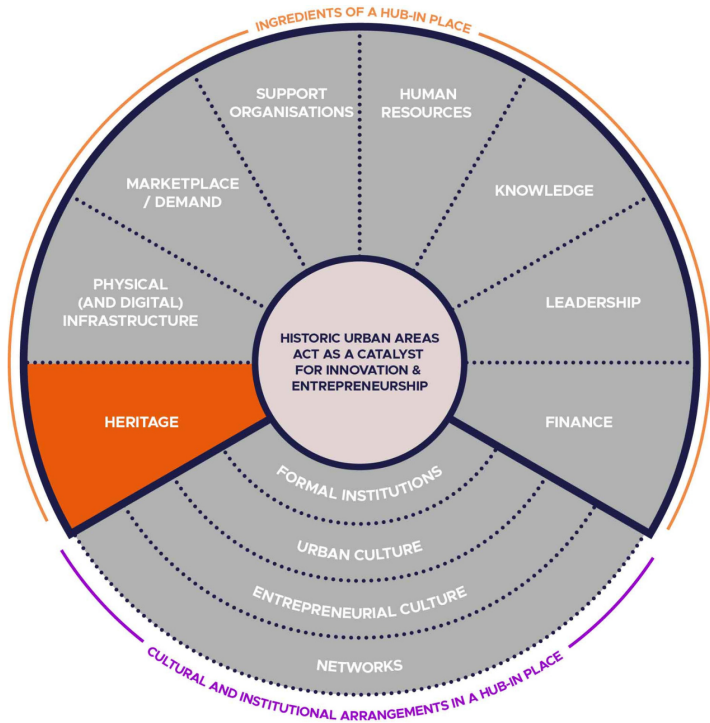 INGREDIENTS OF A HUB-IN PLACE
SUPPORT
ORGANISATIONS
HUMAN
RESOURCES
MARKETPLACE
/ DEMAND
KNOWLEDGE
PHYSICAL
(AND DIGITAL)
INFRASTRUCTURE
LEADERSHIP
HISTORIC URBAN AREAS
ACT AS A CATALYST
FOR INNOVATION &
ENTREPRENEURSHIP
HERITAGE
FINANCE
FORMAL INSTITUTIONS
URBAN CULTURE
ENTREPRENEURIAL CULTURE
NETWORKS
CULTURAL AND INSTITUTIONAL ARRANGEMENTS IN A HUB-IN PLACE